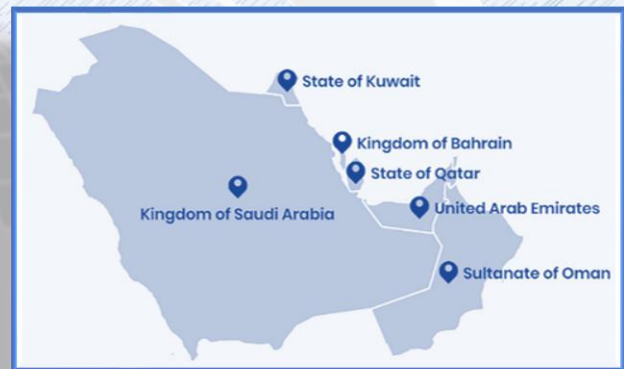 State of Kuwait
Kingdom of Bahrain
State of Qatar
Kingdom of Saudi Arabia
United Arab Emirates
Sultanate of Oman